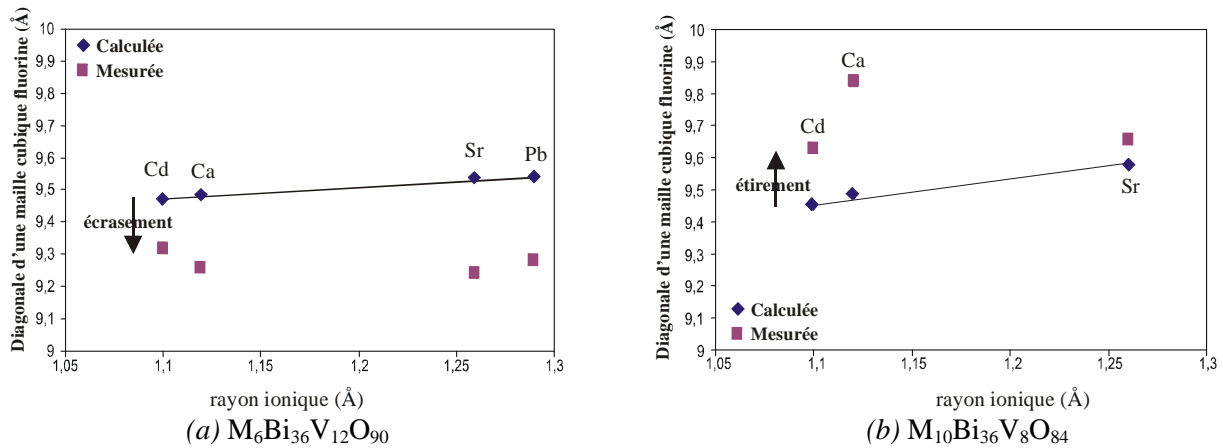 Diagonale d'une maille cubique fluorine (Å)
10
9,9
9,8
9,7
9,6
9,5
9,4
9,3
9,2
9,1
9
Calculée
Mesurée
Cd
Ca
Sr
Pb
écrasement
1,05
1,1
1,15
1,2
1,25
1,3
rayon ionique (Å)
(a) M6Bi36V12O90
Diagonale d'une maille cubique fluorine (Å)
10
9,9
9,8
9,7
9,6
9,5
9,4
9,3
9,2
9,1
9
Ca
Cd
étirement
Sr
Calculée
Mesurée
1,05
1,1
1,15
1,2
1,25
1,3
rayon ionique (Å)
(b) M10Bi36V8O84